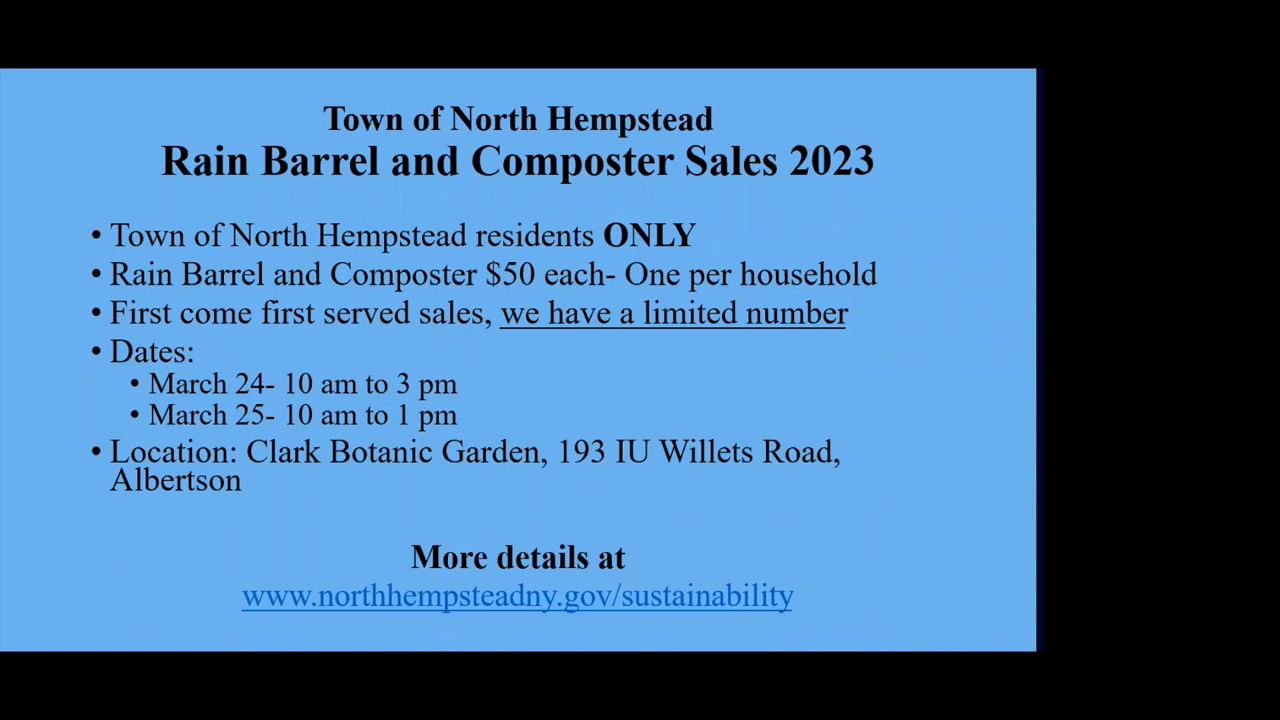 Town of North Hempstead
Rain Barrel and Composter Sales 2023
• Town of North Hempstead residents ONLY
• Rain Barrel and Composter $50 each- One per household
• First come first served sales, we have a limited number
• Dates:
• March 24- 10 am to 3 pm
• March 25- 10 am to 1 pm
• Location: Clark Botanic Garden, 193 IU Willets Road,
Albertson
More details at
www.northhempsteadny.gov/sustainability